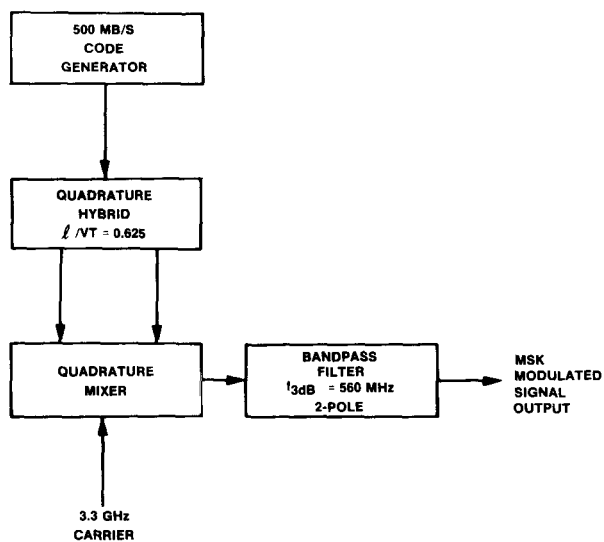 500 MB/S
CODE
GENERATOR
QUADRATURE
HYBRID
ℓ/VT = 0.625
QUADRATURE
MIXER
BANDPASS
FILTER
f3dB = 560 MHz
2-POLE
MSK
MODULATED
SIGNAL
OUTPUT
3.3 GHz
CARRIER